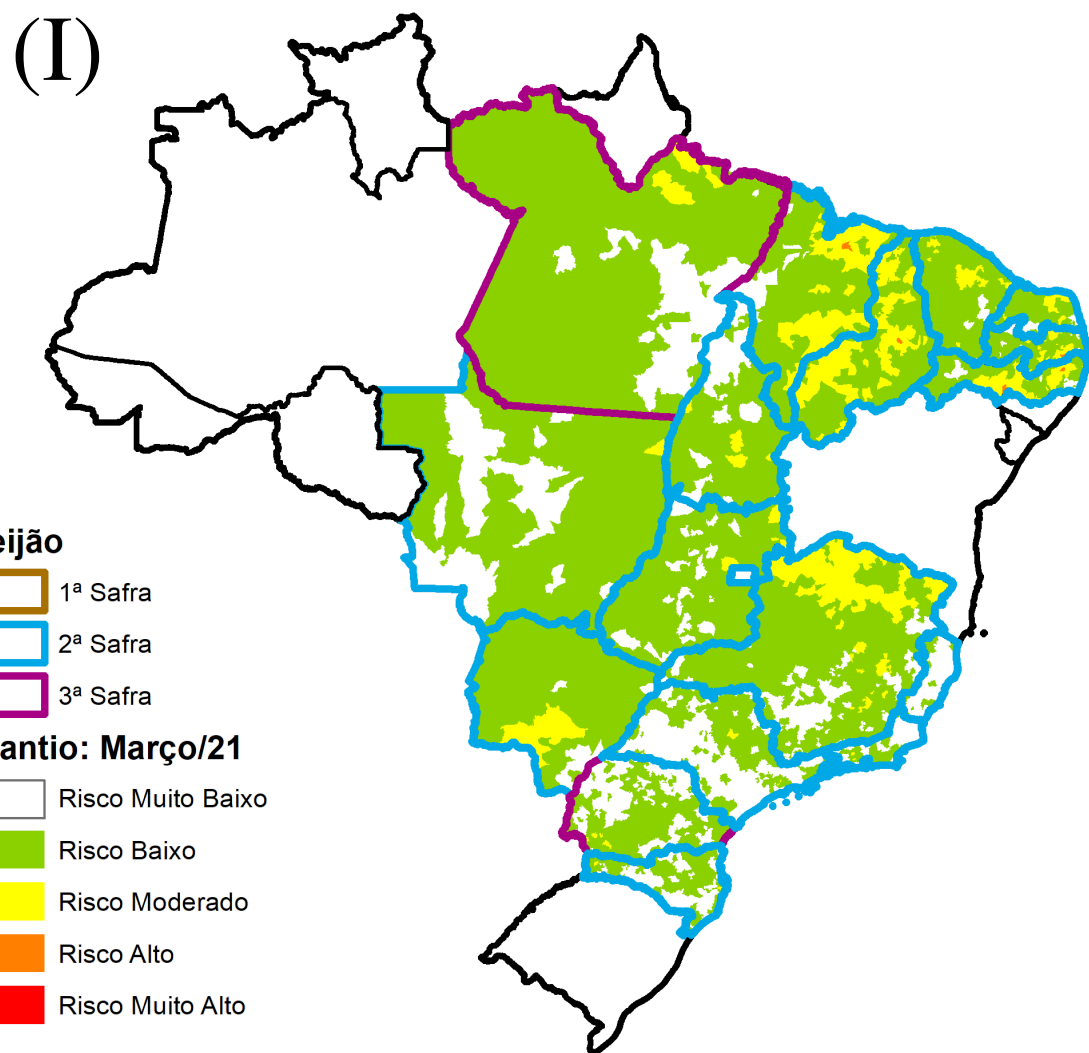 (I)
eijão
1ª Safra
2ª Safra
3ª Safra
antio: Março/21
Risco Muito Baixo
Risco Baixo
Risco Moderado
Risco Alto
Risco Muito Alto